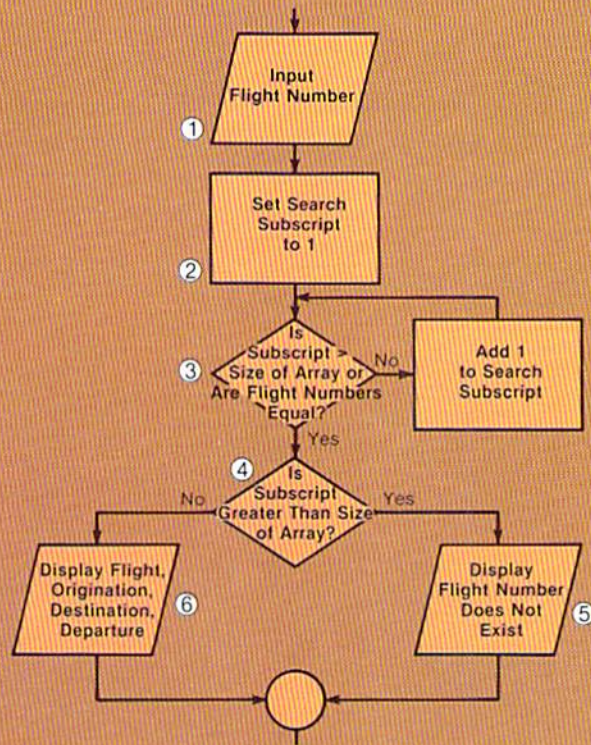 Input
Flight Number
①
Set Search
Subscript
to 1
②
Is
Subscript >
Size of Array or
Are Flight Numbers
Equal?
③
No
Add 1
to Search
Subscript
Yes
④
Is
Subscript
Greater Than Size
of Array?
No
Yes
Display Flight,
Origination,
Destination,
Departure
⑥
Display
Flight Number
Does Not
Exist
⑤